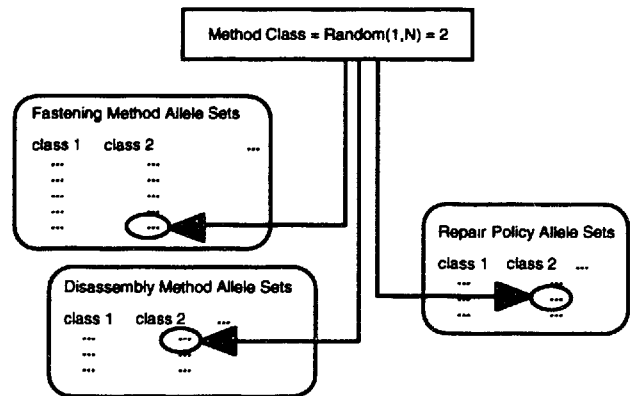 Method Class = Random(1,N) = 2
Fastening Method Allele Sets
class 1 class 2 ...
... ...
... ...
... ...
... ...
... ...
Repair Policy Allele Sets
class 1 class 2 ...
... ...
... ...
... ...
Disassembly Method Allele Sets
class 1 class 2 ...
... ...
... ...
... ...